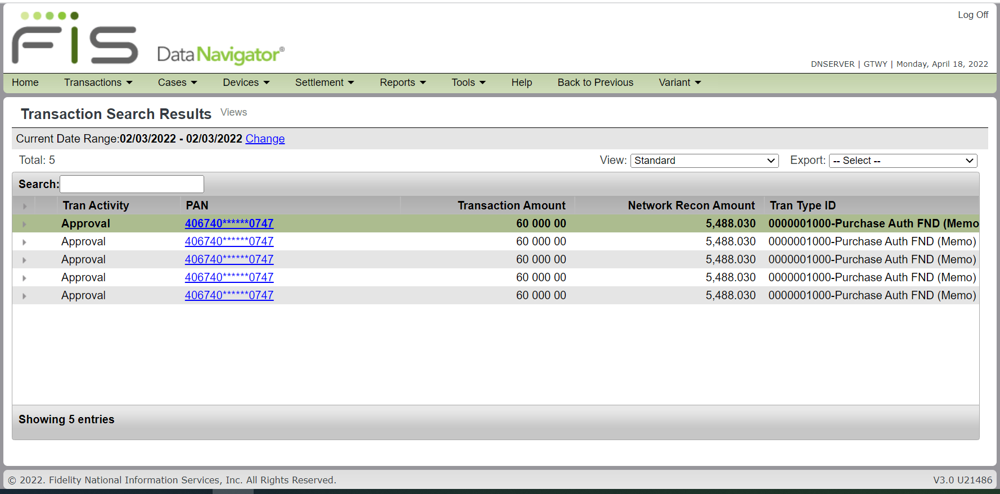 Log Off
FIS
DataNavigator®
DNSERVER | GTWY | Monday, April 18, 2022
Home Transactions Cases Devices Settlement Reports Tools Help Back to Previous Variant
Transaction Search Results Views
Current Date Range:02/03/2022 - 02/03/2022 Change
Total: 5 View: Standard Export: -- Select --
Search:
Tran Activity PAN Transaction Amount Network Recon Amount Tran Type ID
Approval 406740******0747 60 000 00 5,488.030 0000001000-Purchase Auth FND (Memo
Approval 406740******0747 60 000 00 5,488.030 0000001000-Purchase Auth FND (Memo)
Approval 406740******0747 60 000 00 5,488.030 0000001000-Purchase Auth FND (Memo)
Approval 406740******0747 60 000 00 5,488.030 0000001000-Purchase Auth FND (Memo)
Approval 406740******0747 60 000 00 5,488.030 0000001000-Purchase Auth FND (Memo)
Showing 5 entries
© 2022. Fidelity National Information Services, Inc. All Rights Reserved. V3.0 U21486